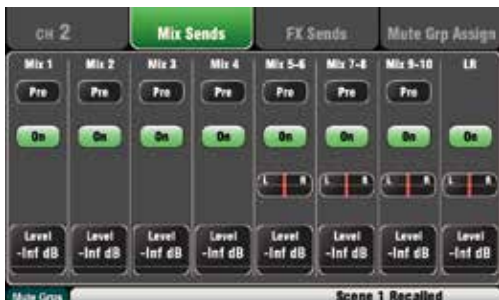 CH 2 Mix Sends FX Sends Mute Grp Assign
Mix 1 Mix 2 Mix 3 Mix 4 Mix 5-6 Mix 7-8 Mix 9-10 LR
Pre Pre Pre Pre Pre Pre Pre
On On On On On On On On
L R L R L R L R
Level Level Level Level Level Level Level Level
-Inf dB -Inf dB -Inf dB -Inf dB -Inf dB -Inf dB -Inf dB -Inf dB
Mute Grps Scene 1 Recalled